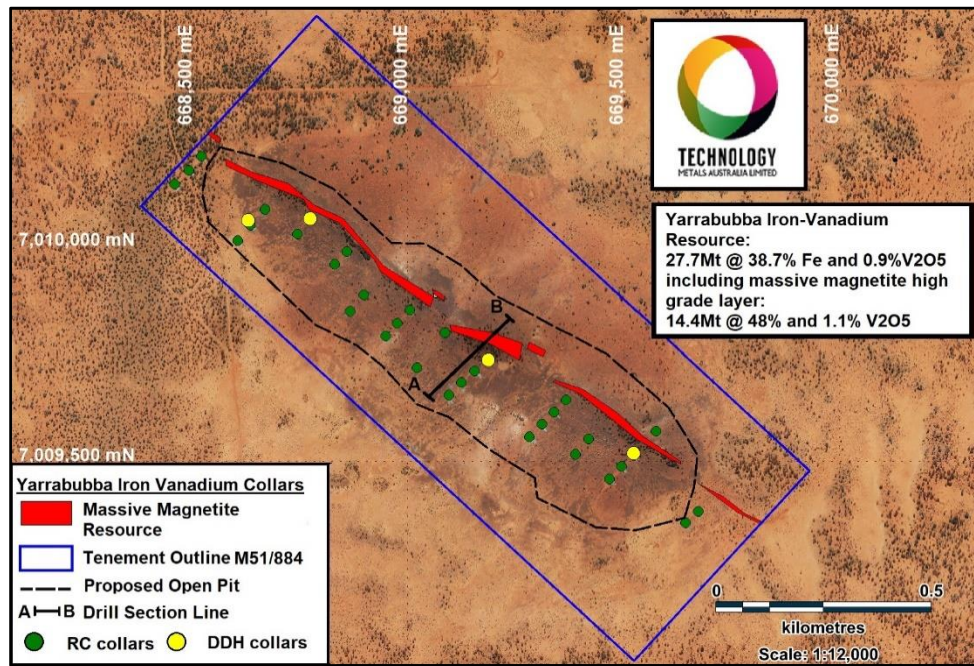 668,500 mE
669,000 mE
669,500 mE
670,000 mE
TECHNOLOGY
METALS AUSTRALIA LIMITED
Yarrabubba Iron-Vanadium
Resource:
27.7Mt @ 38.7% Fe and 0.9%V2O5
including massive magnetite high
grade layer:
14.4Mt @ 48% and 1.1% V2O5
7,010,000 mN
B
A
7,009,500 mN
Yarrabubba Iron Vanadium Collars
Massive Magnetite
Resource
Tenement Outline M51/884
Proposed Open Pit
A B Drill Section Line
RC collars DDH collars
0 0.5
kilometres
Scale: 1:12,000